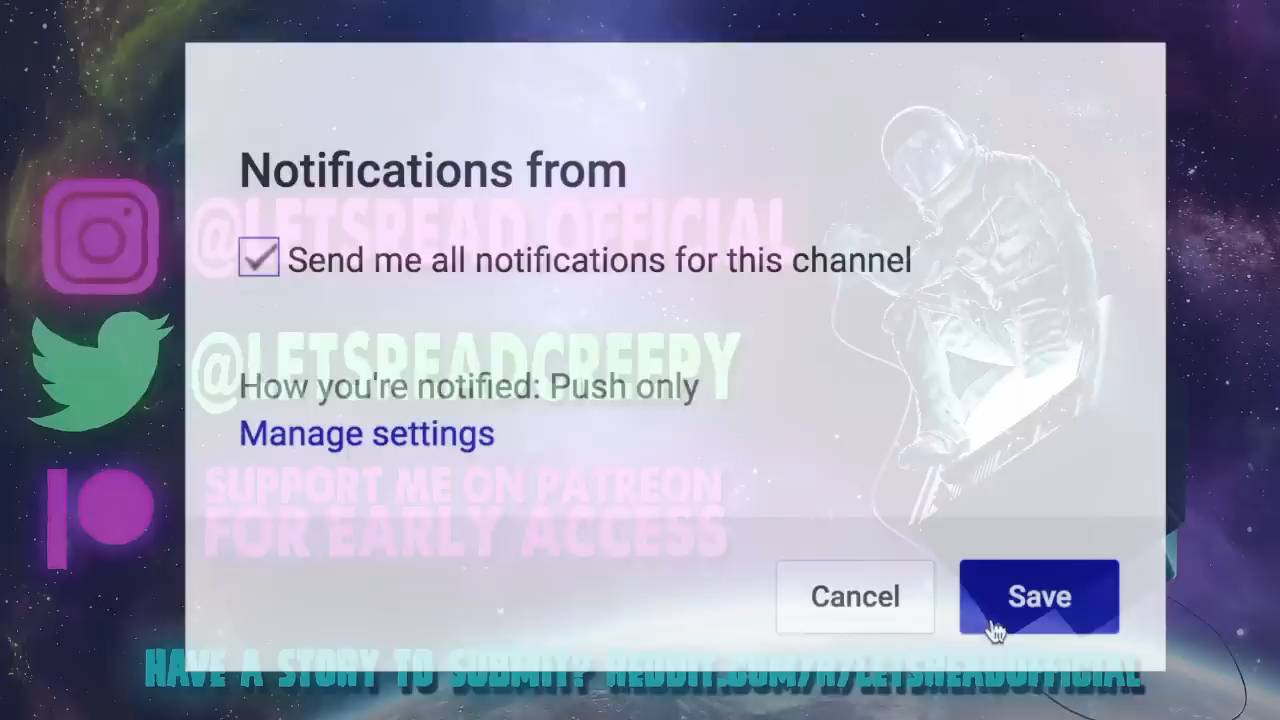 Notifications from
@LETSREAD.OFFICIAL
Send me all notifications for this channel
@LETSREADCREEPY
How you're notified: Push only
Manage settings
SUPPORT ME ON PATREON
FOR EARLY ACCESS
Cancel
Save
HAVE A STORY TO SUBMIT? REDDIT.COM/R/LETSREADOFFICIAL